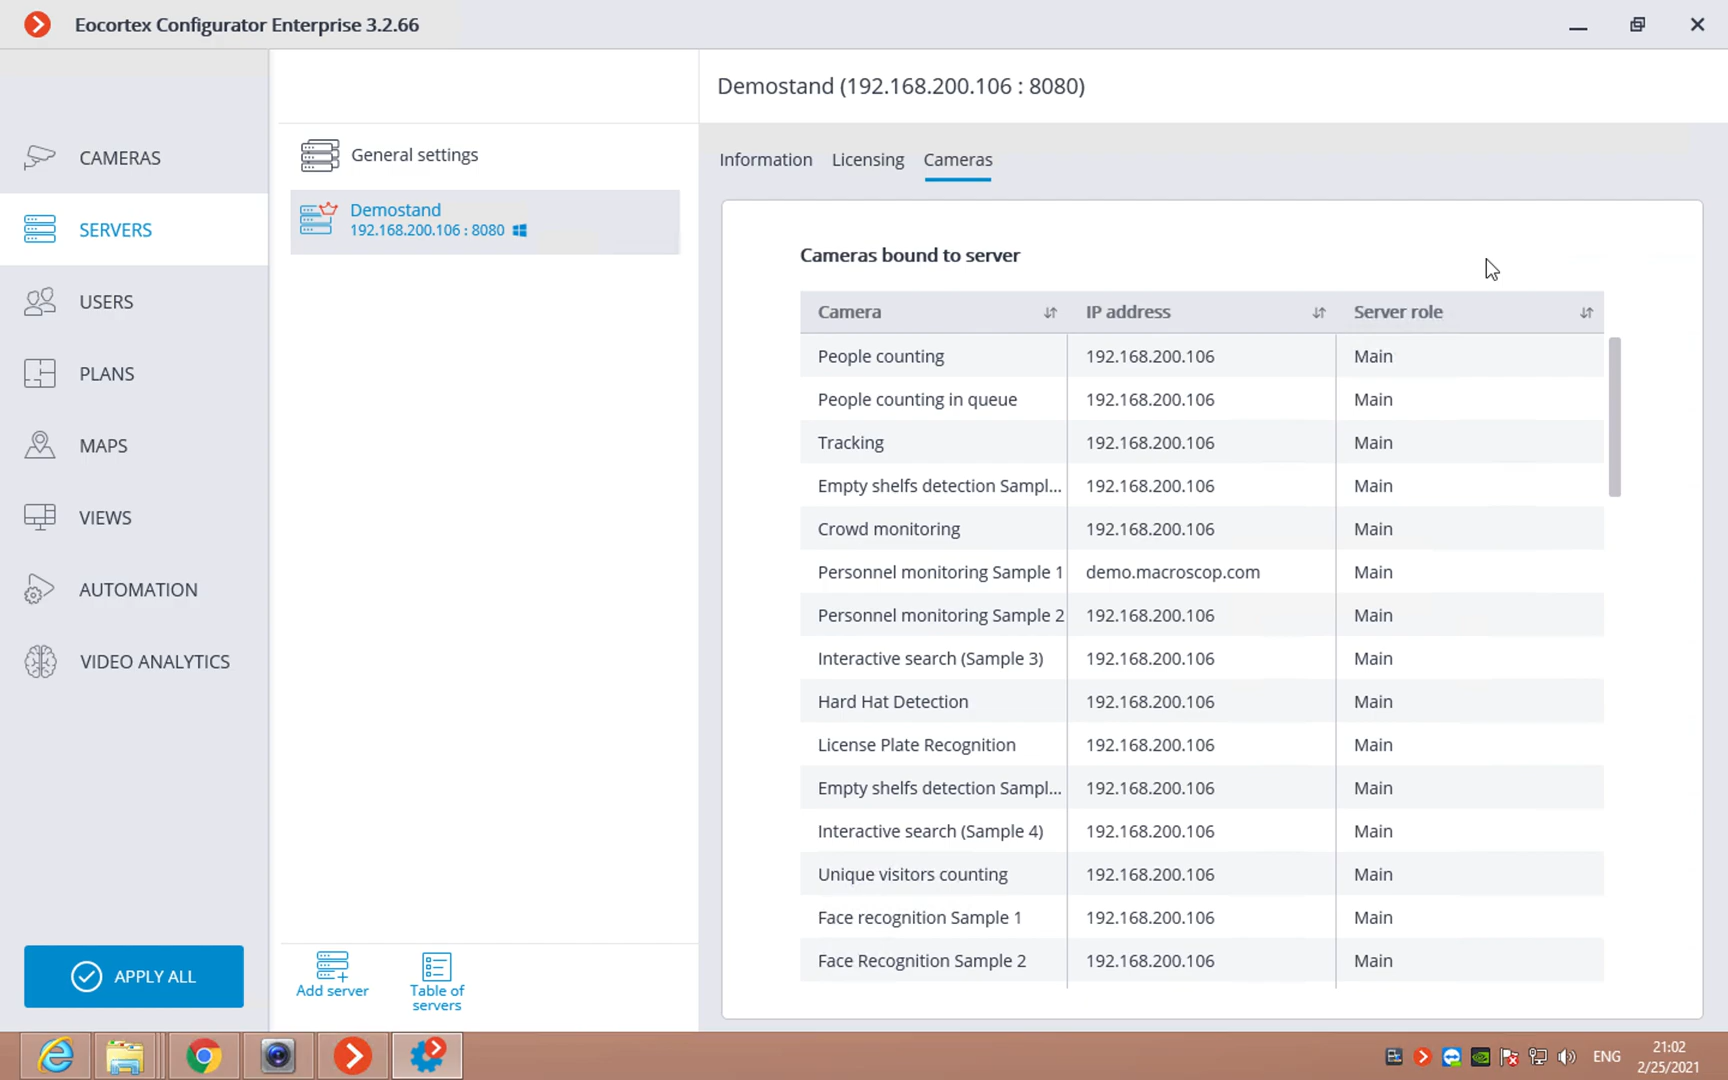 Eocortex Configurator Enterprise 3.2.66
CAMERAS
SERVERS
USERS
PLANS
MAPS
VIEWS
AUTOMATION
VIDEO ANALYTICS
APPLY ALL
General settings
Demostand
192.168.200.106 : 8080
Add server
Table of
servers
Demostand (192.168.200.106 : 8080)
Information Licensing Cameras
Cameras bound to server
Camera IP address Server role
People counting 192.168.200.106 Main
People counting in queue 192.168.200.106 Main
Tracking 192.168.200.106 Main
Empty shelfs detection Sampl... 192.168.200.106 Main
Crowd monitoring 192.168.200.106 Main
Personnel monitoring Sample 1 demo.macroscop.com Main
Personnel monitoring Sample 2 192.168.200.106 Main
Interactive search (Sample 3) 192.168.200.106 Main
Hard Hat Detection 192.168.200.106 Main
License Plate Recognition 192.168.200.106 Main
Empty shelfs detection Sampl... 192.168.200.106 Main
Interactive search (Sample 4) 192.168.200.106 Main
Unique visitors counting 192.168.200.106 Main
Face recognition Sample 1 192.168.200.106 Main
Face Recognition Sample 2 192.168.200.106 Main
ENG
21:02
2/25/2021